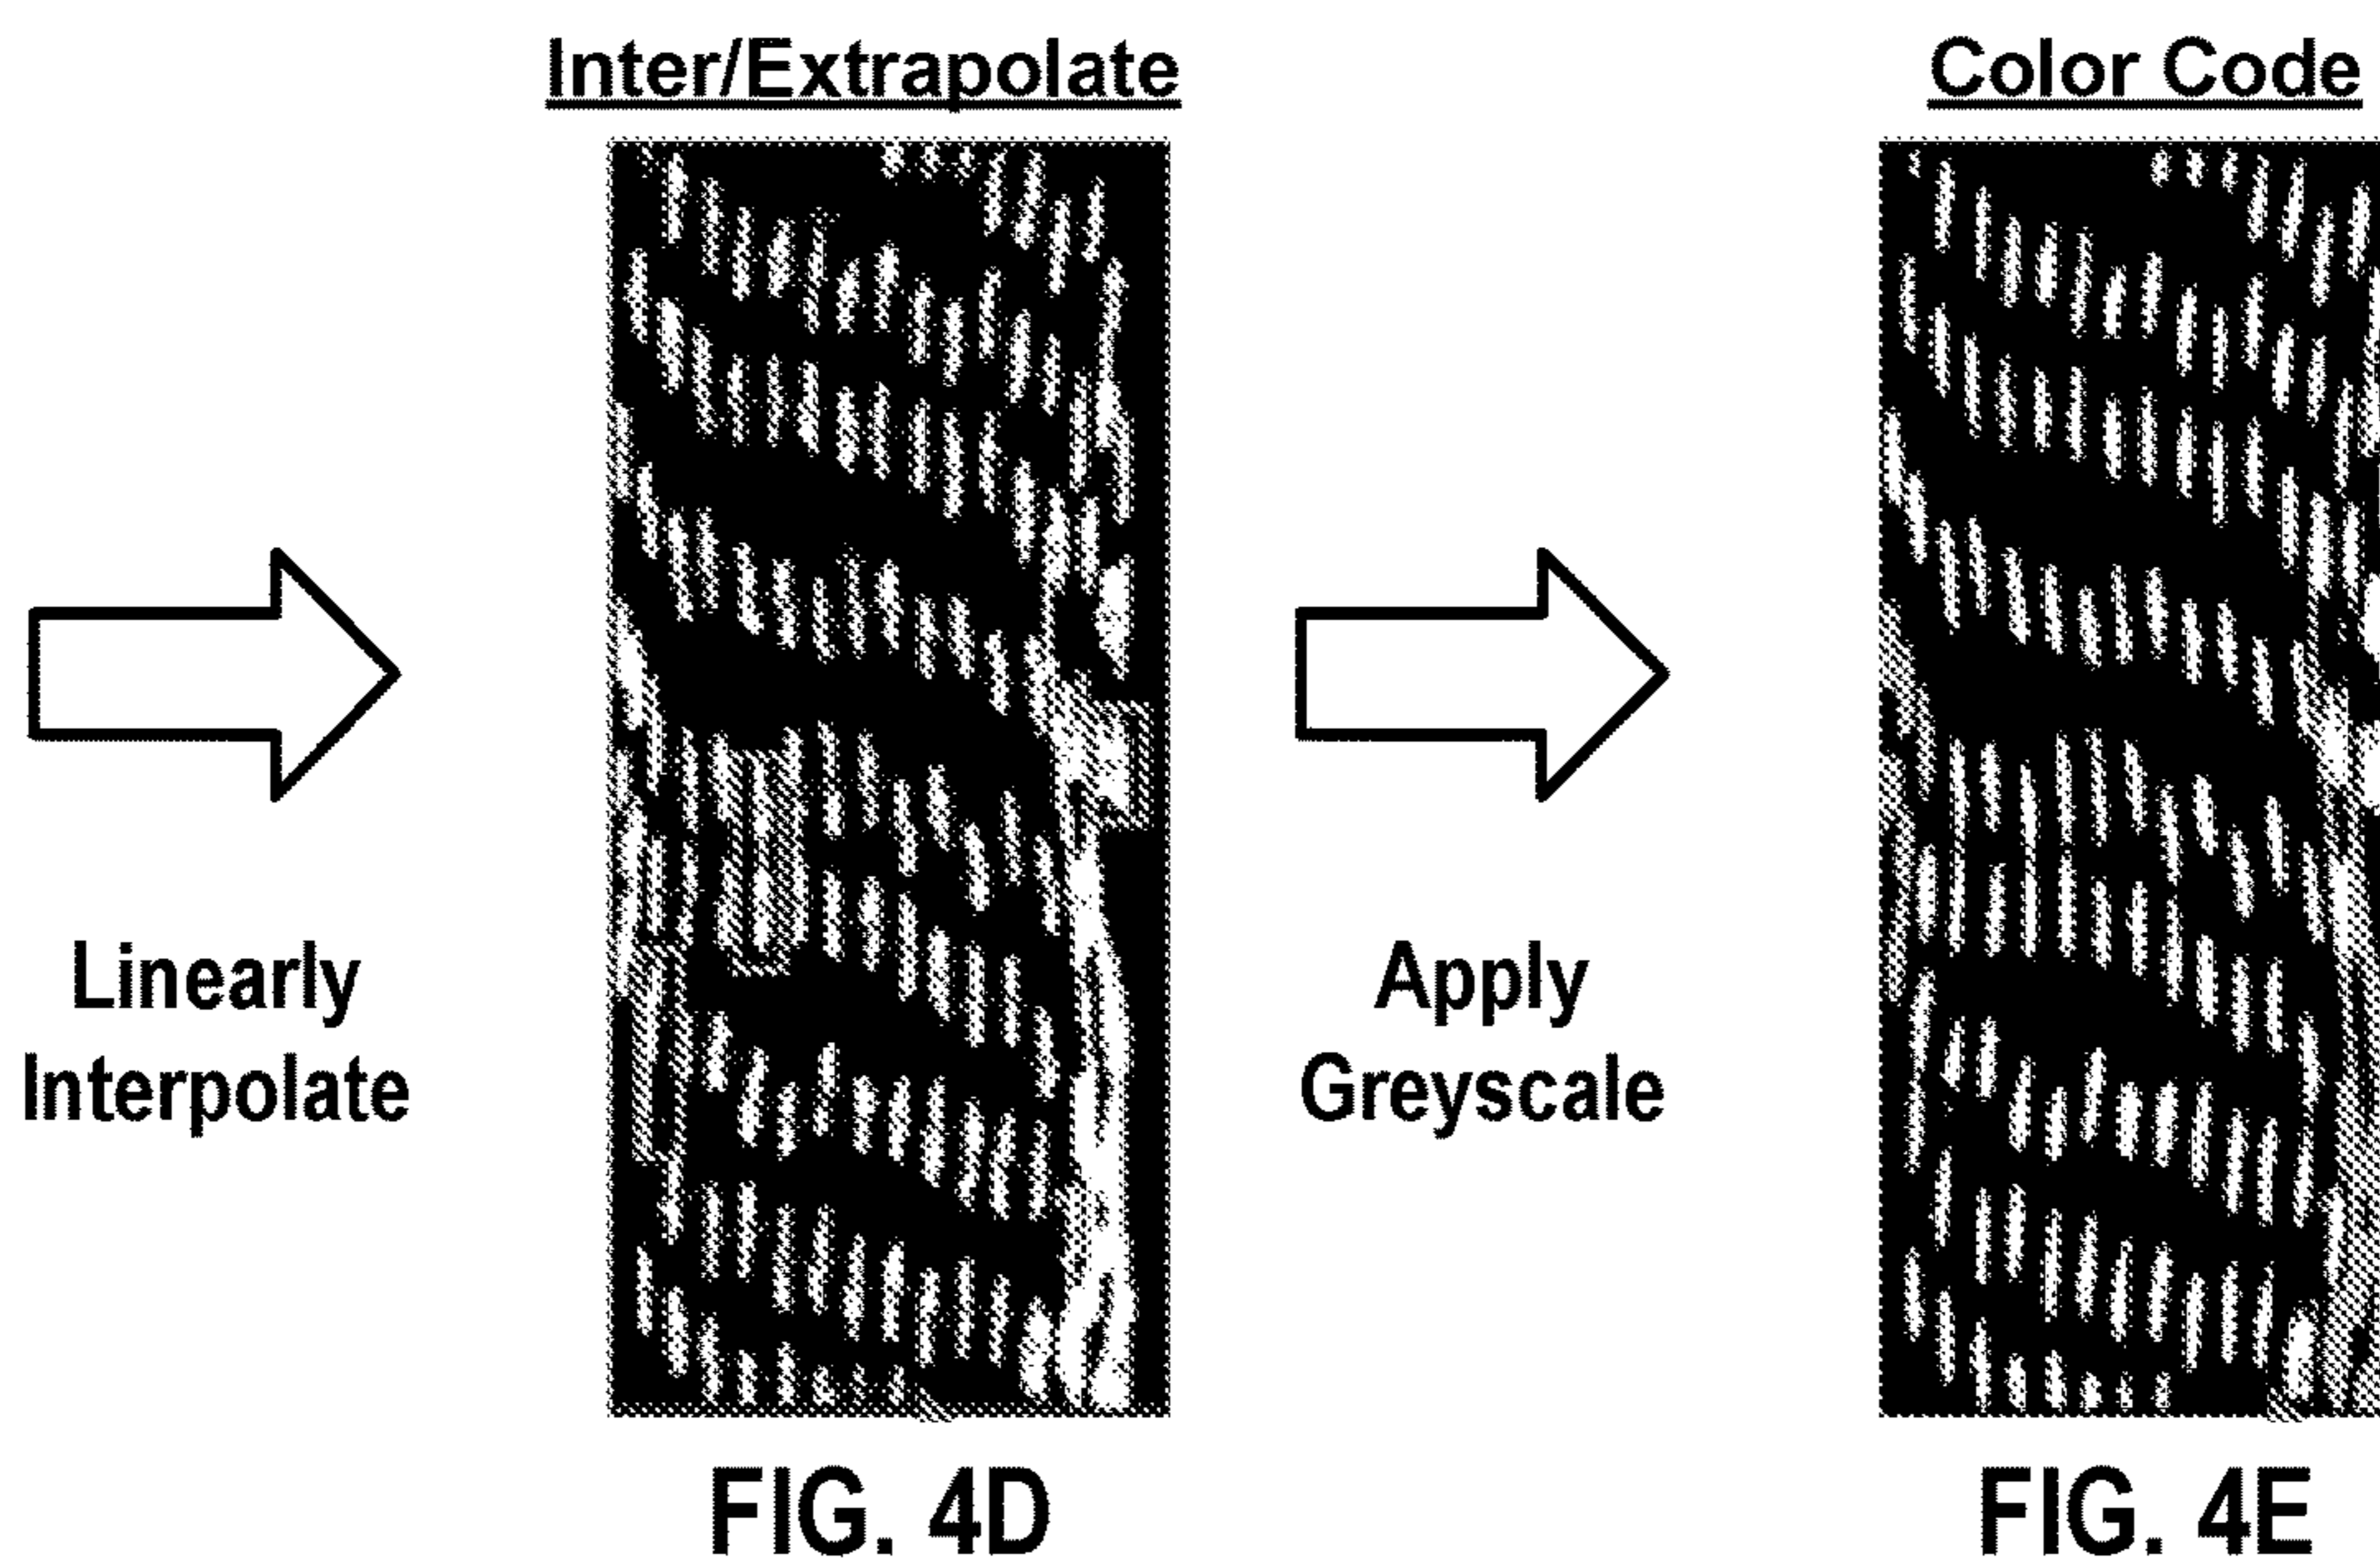 Inter/Extrapolate
Color Code
Linearly
Interpolate
Apply
Greyscale
FIG. 4D
FIG. 4E